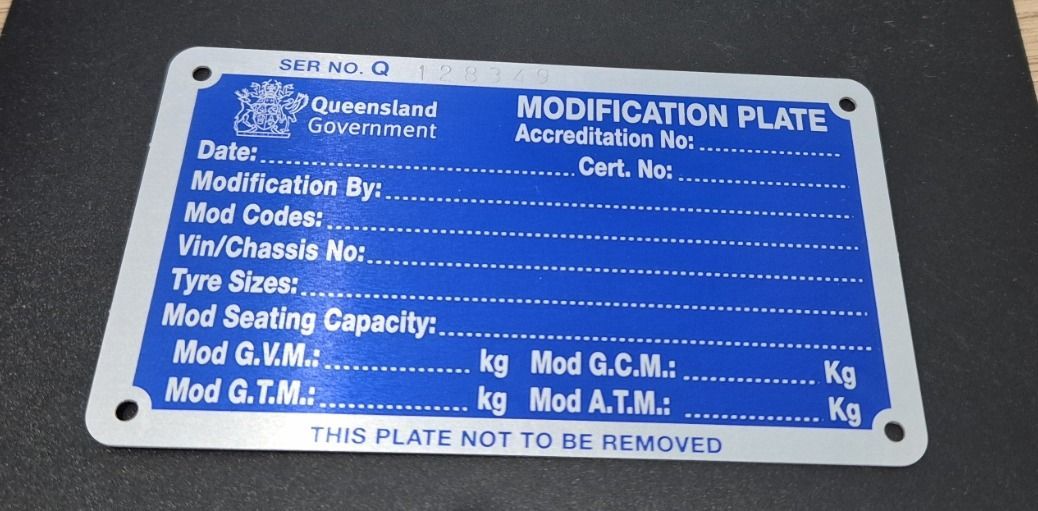 SER NO. Q 128349
Queensland
Government
MODIFICATION PLATE
Accreditation No:
Date: Cert. No:
Modification By:
Mod Codes:
Vin/Chassis No:
Tyre Sizes:
Mod Seating Capacity:
Mod G.V.M.: kg Mod G.C.M.: Kg
Mod G.T.M.: kg Mod A.T.M.: Kg
THIS PLATE NOT TO BE REMOVED